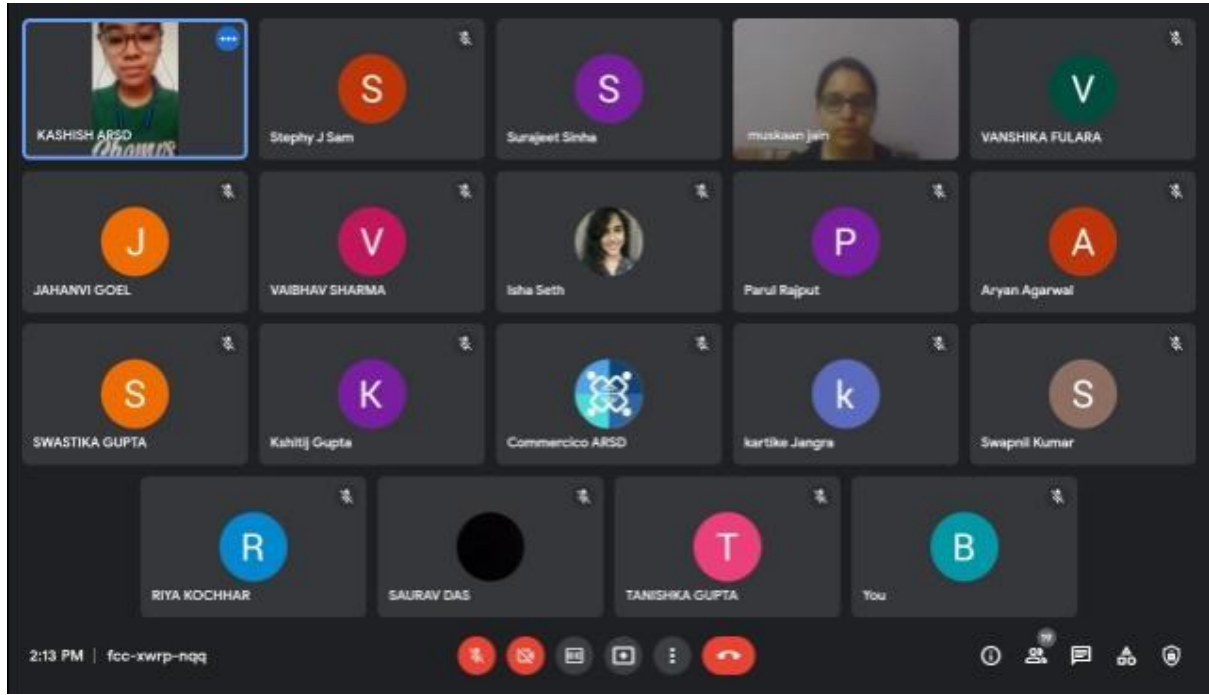 KASHISH ARSD
Champs
S
Stephy J Sam
S
Surajeet Sinha
muskaan jain
V
VANSHIKA FULARA
J
JAHANVI GOEL
V
VAIBHAV SHARMA
Isha Seth
P
Parul Rajput
A
Aryan Agarwal
S
SWASTIKA GUPTA
K
Kshitij Gupta
Commercico ARSD
k
kartike Jangra
S
Swapnil Kumar
R
RIYA KOCHHAR
SAURAV DAS
T
TANISHKA GUPTA
B
You
2:13 PM | fcc-xwrp-nqq
19